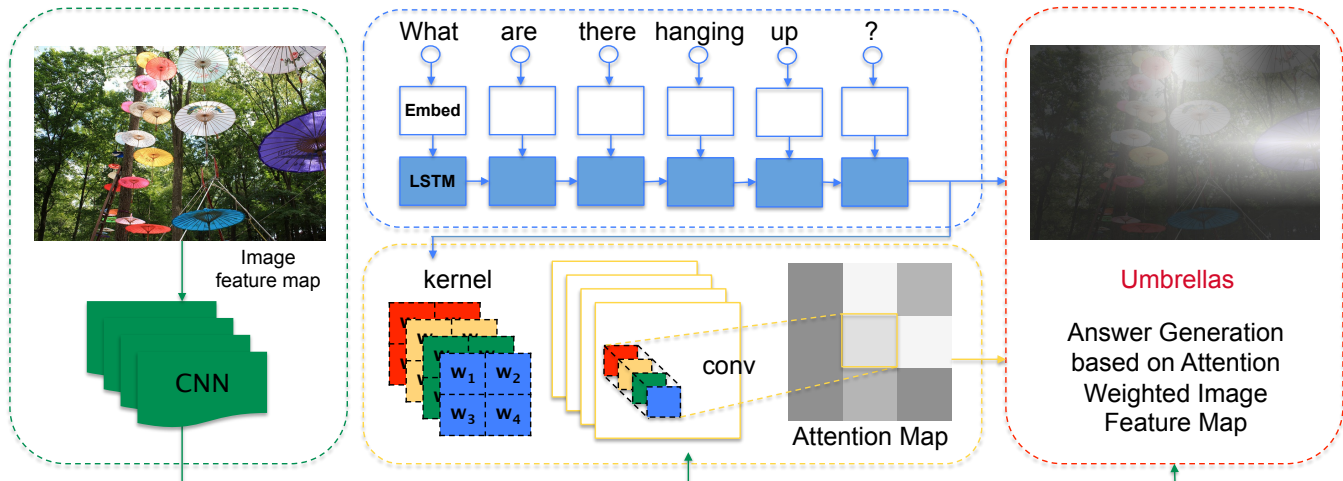 What are there hanging up ?
Embed
LSTM
Image
feature map
CNN
kernel
w
w
w
w
w
w
w₁ w₂
w₃ w₄
conv
Attention Map
Umbrellas
Answer Generation
based on Attention
Weighted Image
Feature Map